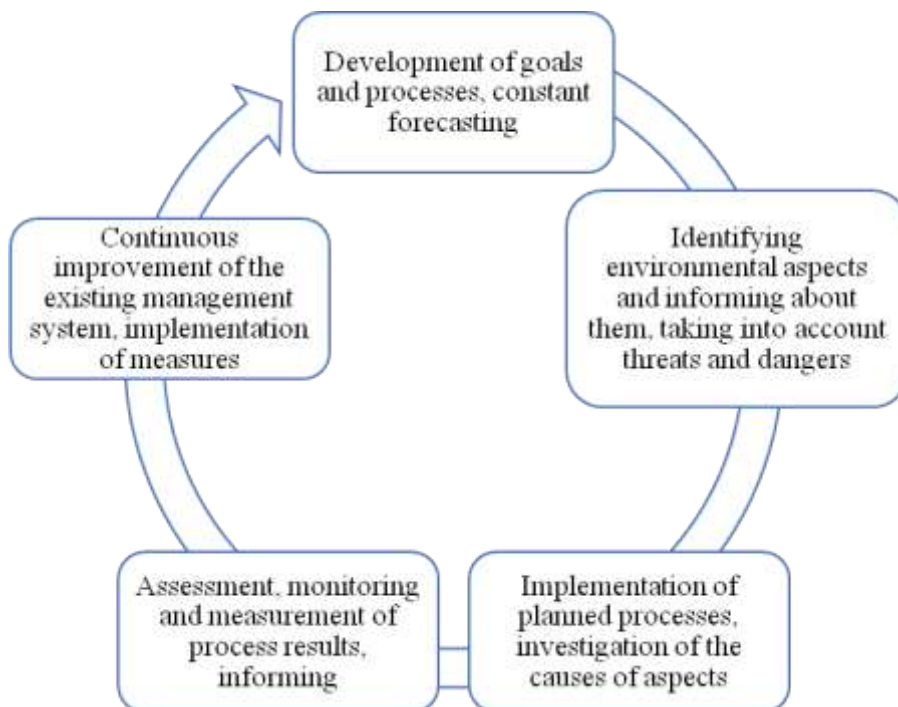 Development of goals
and processes, constant
forecasting
Identifying
environmental aspects
and informing about
them, taking into account
threats and dangers
Implementation of
planned processes,
investigation of the
causes of aspects
Assessment, monitoring
and measurement of
process results,
informing
Continuous
improvement of the
existing management
system, implementation
of measures